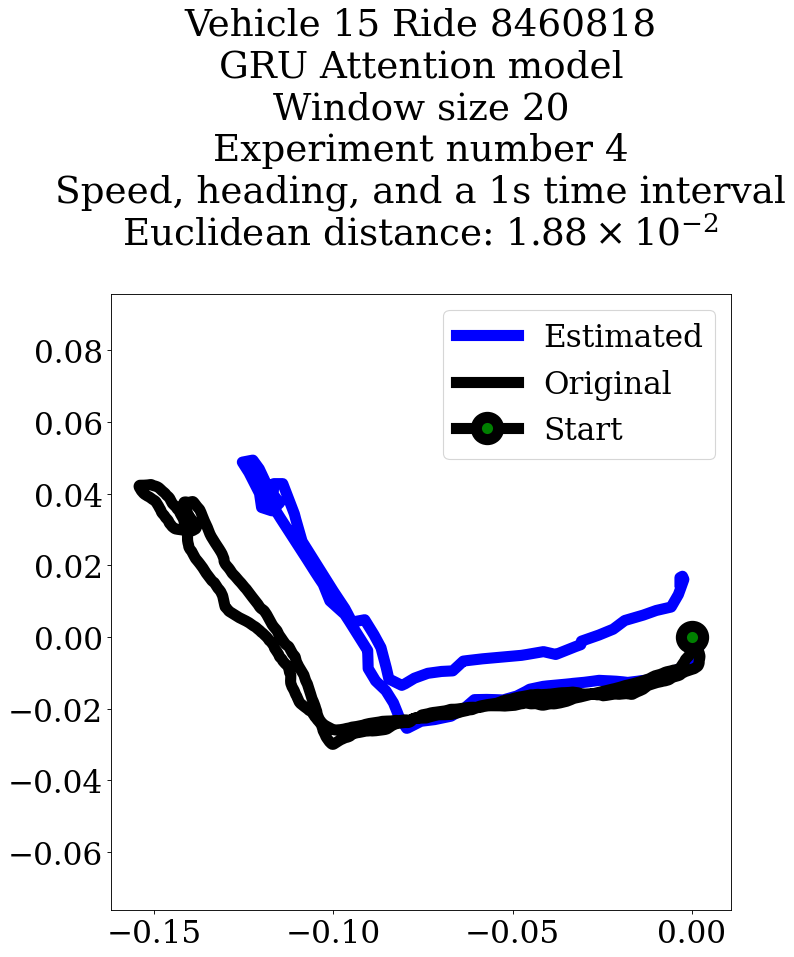 Vehicle 15 Ride 8460818
GRU Attention model
Window size 20
Experiment number 4
Speed, heading, and a 1s time interval
Euclidean distance: 1.88 × 10⁻²
Estimated
Original
Start
0.08
0.06
0.04
0.02
0.00
−0.02
−0.04
−0.06
−0.15 −0.10 −0.05 0.00